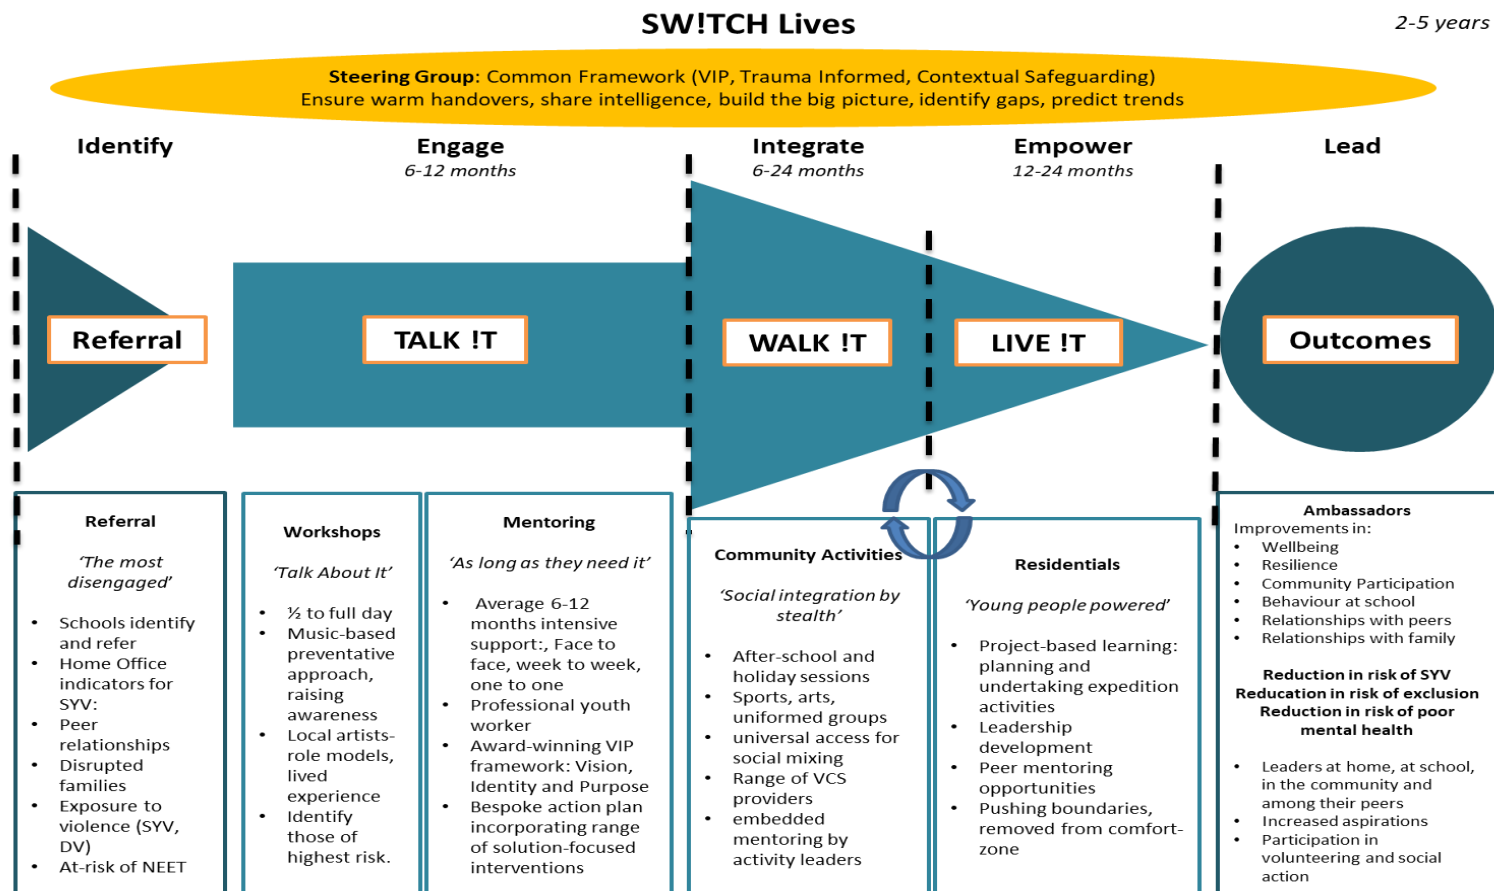 SW!TCH Lives
2-5 years
Steering Group: Common Framework (VIP, Trauma Informed, Contextual Safeguarding)
Ensure warm handovers, share intelligence, build the big picture, identify gaps, predict trends
Identify
Engage
6-12 months
Integrate
6-24 months
Empower
12-24 months
Lead
Referral
TALK !T
WALK !T
LIVE !T
Outcomes
Referral
‘The most
disengaged’
• Schools identify
and refer
• Home Office
indicators for
SYV:
• Peer
relationships
• Disrupted
families
• Exposure to
violence (SYV,
DV)
• At-risk of NEET
Workshops
‘Talk About It’
• ½ to full day
• Music-based
preventative
approach,
raising
awareness
• Local artists-
role models,
lived
experience
• Identify
those of
highest risk.
Mentoring
‘As long as they need it’
• Average 6-12
months intensive
support:, Face to
face, week to week,
one to one
• Professional youth
worker
• Award-winning VIP
framework: Vision,
Identity and Purpose
• Bespoke action plan
incorporating range
of solution-focused
interventions
Community Activities
‘Social integration by
stealth’
• After-school and
holiday sessions
• Sports, arts,
uniformed groups
• universal access for
social mixing
• Range of VCS
providers
• embedded
mentoring by
activity leaders
Residentials
‘Young people powered’
• Project-based learning:
planning and
undertaking expedition
activities
• Leadership
development
• Peer mentoring
opportunities
• Pushing boundaries,
removed from comfort-
zone
Ambassadors
Improvements in:
• Wellbeing
• Resilience
• Community Participation
• Behaviour at school
• Relationships with peers
• Relationships with family
Reduction in risk of SYV
Reducation in risk of exclusion
Reduction in risk of poor
mental health
• Leaders at home, at school,
in the community and
among their peers
• Increased aspirations
• Participation in
volunteering and social
action